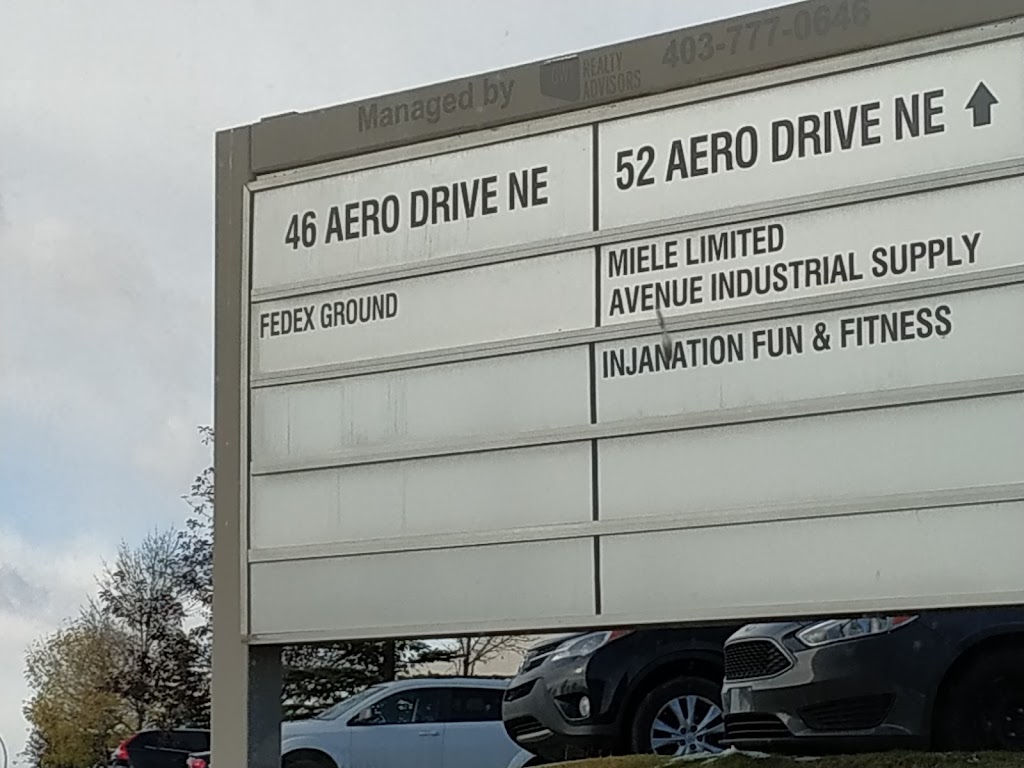 Managed by REALTY ADVISORS 403-777-0646
46 AERO DRIVE NE
FEDEX GROUND
52 AERO DRIVE NE
MIELE LIMITED
AVENUE INDUSTRIAL SUPPLY
INJANATION FUN & FITNESS